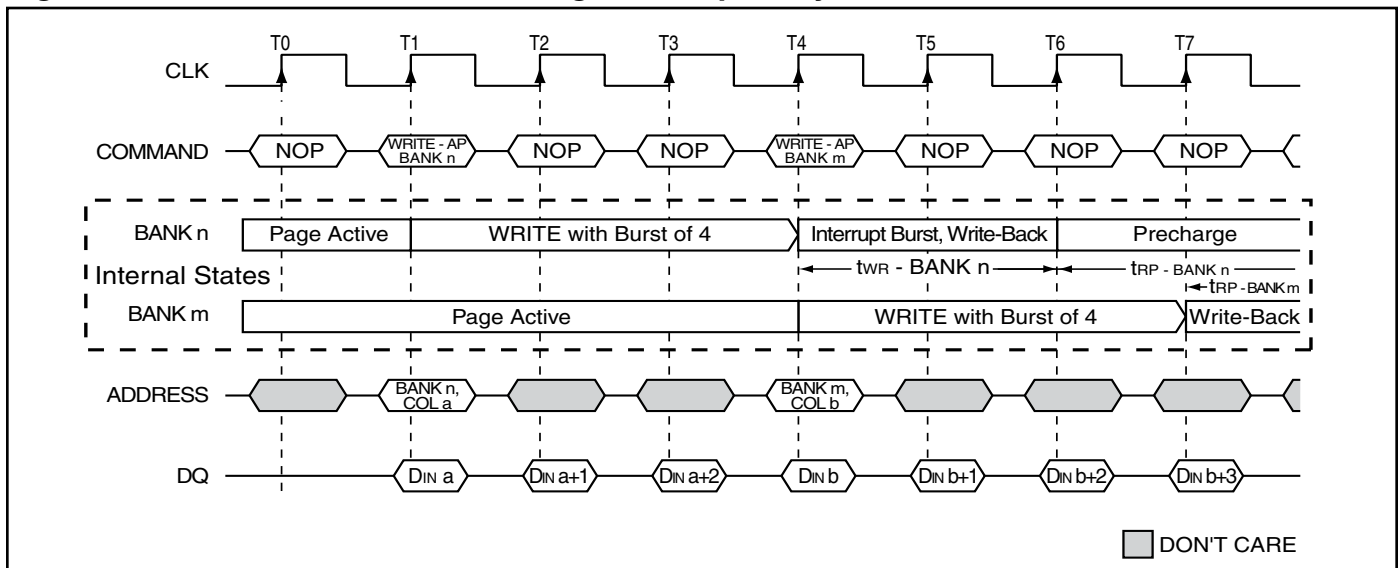 T0 T1 T2 T3 T4 T5 T6 T7
CLK
COMMAND NOP WRITE - AP BANK n NOP NOP WRITE - AP BANK m NOP NOP NOP
BANK n Page Active WRITE with Burst of 4 Interrupt Burst, Write-Back Precharge
Internal States tWR - BANK n tRP - BANK n
tRP - BANK m
BANK m Page Active WRITE with Burst of 4 Write-Back
ADDRESS BANK n, COL a BANK m, COL b
DQ DIN a DIN a+1 DIN a+2 DIN b DIN b+1 DIN b+2 DIN b+3
DON'T CARE